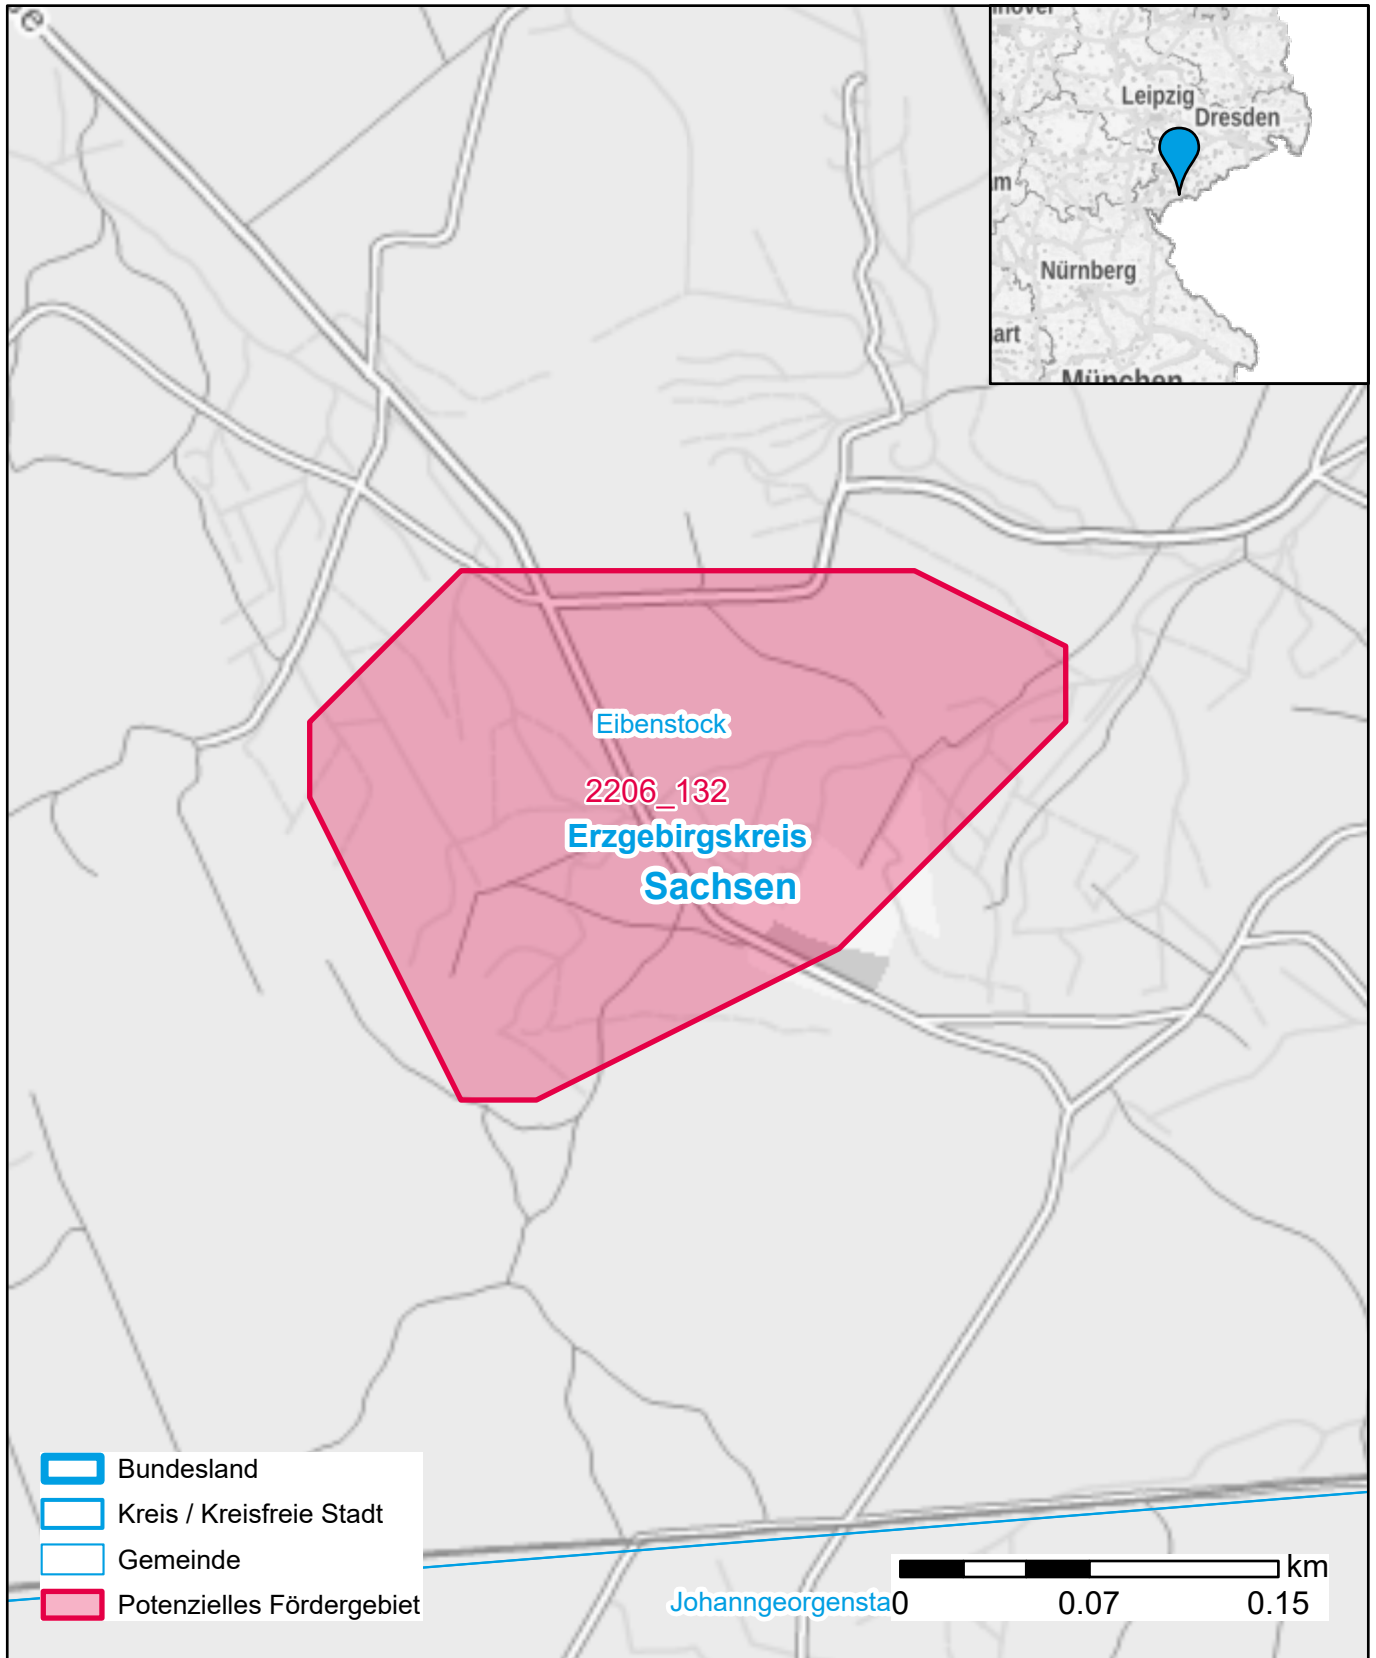 Leipzig
Dresden
Nürnberg
München
Eibenstock
2206_132
Erzgebirgskreis
Sachsen
Bundesland
Kreis / Kreisfreie Stadt
Gemeinde
Potenzielles Fördergebiet
km
Johanngeorgensta
0 0.07 0.15